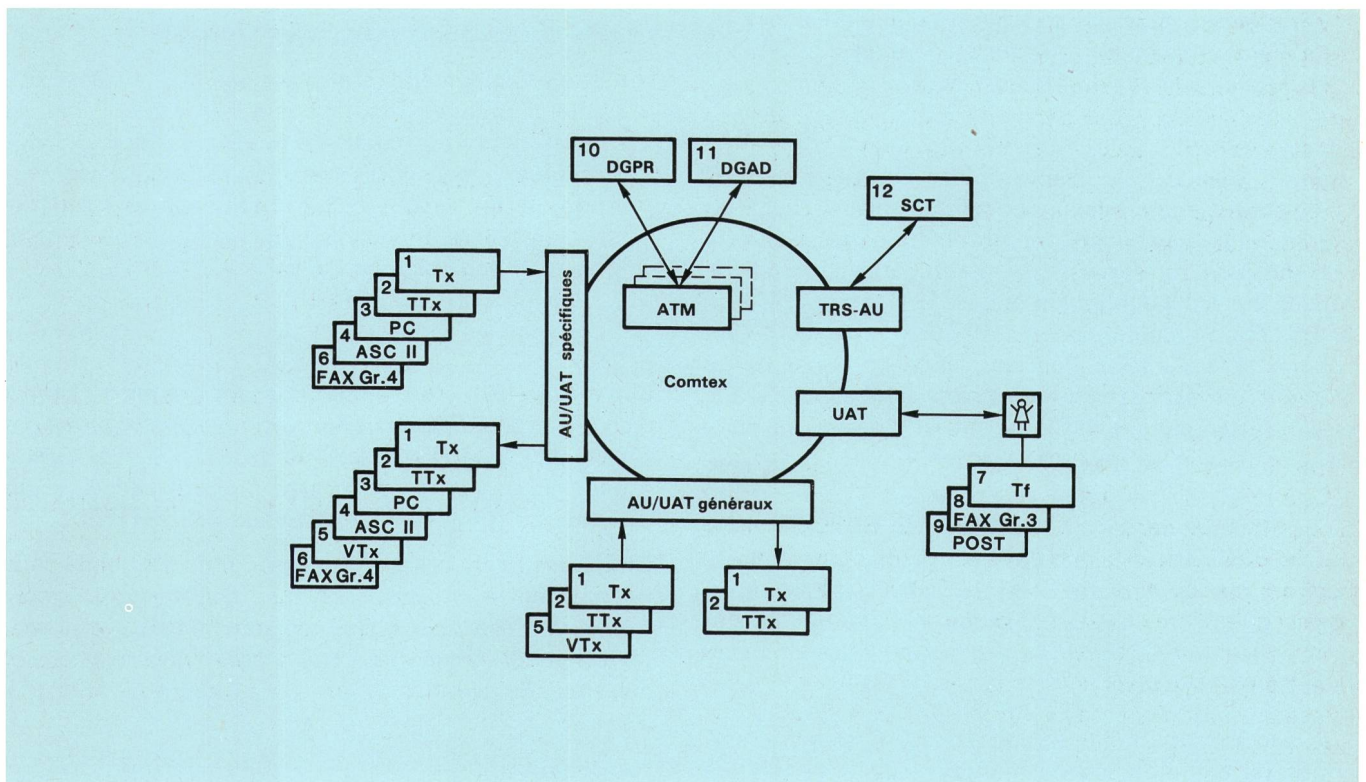 10
DGPR
11
DGAD
12
SCT
1
Tx
2
TTx
3
PC
4
ASC II
6
FAX Gr.4
AU/UAT spécifiques
ATM
TRS-AU
Comtex
UAT
1
Tx
2
TTx
3
PC
4
ASC II
5
VTx
6
FAX Gr.4
AU/UAT généraux
7
Tf
8
FAX Gr.3
9
POST
1
Tx
2
TTx
5
VTx
1
Tx
2
TTx